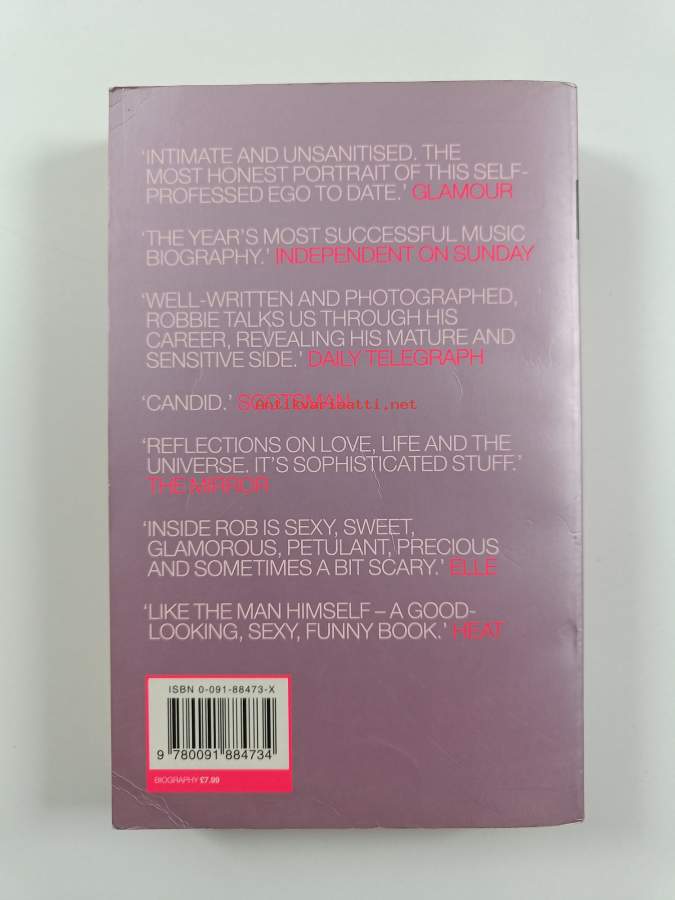 'INTIMATE AND UNSANITISED. THE
MOST HONEST PORTRAIT OF THIS SELF-
PROFESSED EGO TO DATE.' GLAMOUR
'THE YEAR'S MOST SUCCESSFUL MUSIC
BIOGRAPHY.' INDEPENDENT ON SUNDAY
'WELL-WRITTEN AND PHOTOGRAPHED,
ROBBIE TALKS US THROUGH HIS
CAREER, REVEALING HIS MATURE AND
SENSITIVE SIDE.' DAILY TELEGRAPH
'CANDID.' SCOTSMAN
Antikvariaatti.net
'REFLECTIONS ON LOVE, LIFE AND THE
UNIVERSE. IT'S SOPHISTICATED STUFF.'
THE MIRROR
'INSIDE ROB IS SEXY, SWEET,
GLAMOROUS, PETULANT, PRECIOUS
AND SOMETIMES A BIT SCARY.' ELLE
'LIKE THE MAN HIMSELF – A GOOD-
LOOKING, SEXY, FUNNY BOOK.' HEAT
ISBN 0-091-88473-X
9 780091 884734
BIOGRAPHY £7.99